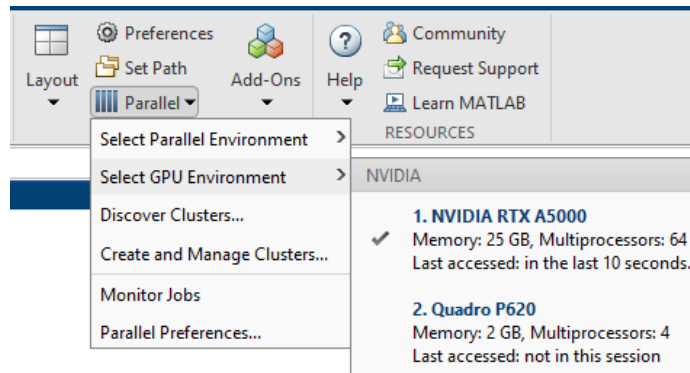 Layout
Preferences
Set Path
Parallel
Add-Ons
?
Help
Community
Request Support
Learn MATLAB
RESOURCES
Select Parallel Environment
Select GPU Environment
Discover Clusters...
Create and Manage Clusters...
Monitor Jobs
Parallel Preferences...
NVIDIA
1. NVIDIA RTX A5000
Memory: 25 GB, Multiprocessors: 64
Last accessed: in the last 10 seconds.
2. Quadro P620
Memory: 2 GB, Multiprocessors: 4
Last accessed: not in this session